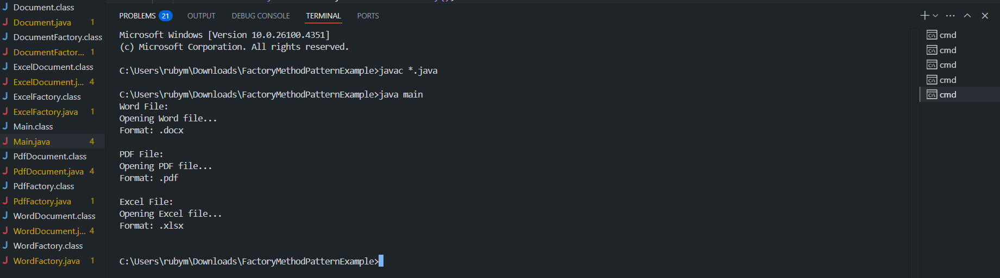 Document.class
Document.java 1
DocumentFactory.class
DocumentFactor... 1
ExcelDocument.class
ExcelDocument.j... 4
ExcelFactory.class
ExcelFactory.java 1
Main.class
Main.java 4
PdfDocument.class
PdfDocument.java 4
PdfFactory.class
PdfFactory.java 1
WordDocument.class
WordDocument.j... 4
WordFactory.class
WordFactory.java 1
PROBLEMS 21 OUTPUT DEBUG CONSOLE TERMINAL PORTS
Microsoft Windows [Version 10.0.26100.4351]
(c) Microsoft Corporation. All rights reserved.
C:\Users\rubym\Downloads\FactoryMethodPatternExample>javac *.java
C:\Users\rubym\Downloads\FactoryMethodPatternExample>java main
Word File:
Opening Word file...
Format: .docx
PDF File:
Opening PDF file...
Format: .pdf
Excel File:
Opening Excel file...
Format: .xlsx
C:\Users\rubym\Downloads\FactoryMethodPatternExample>
cmd
cmd
cmd
cmd
cmd